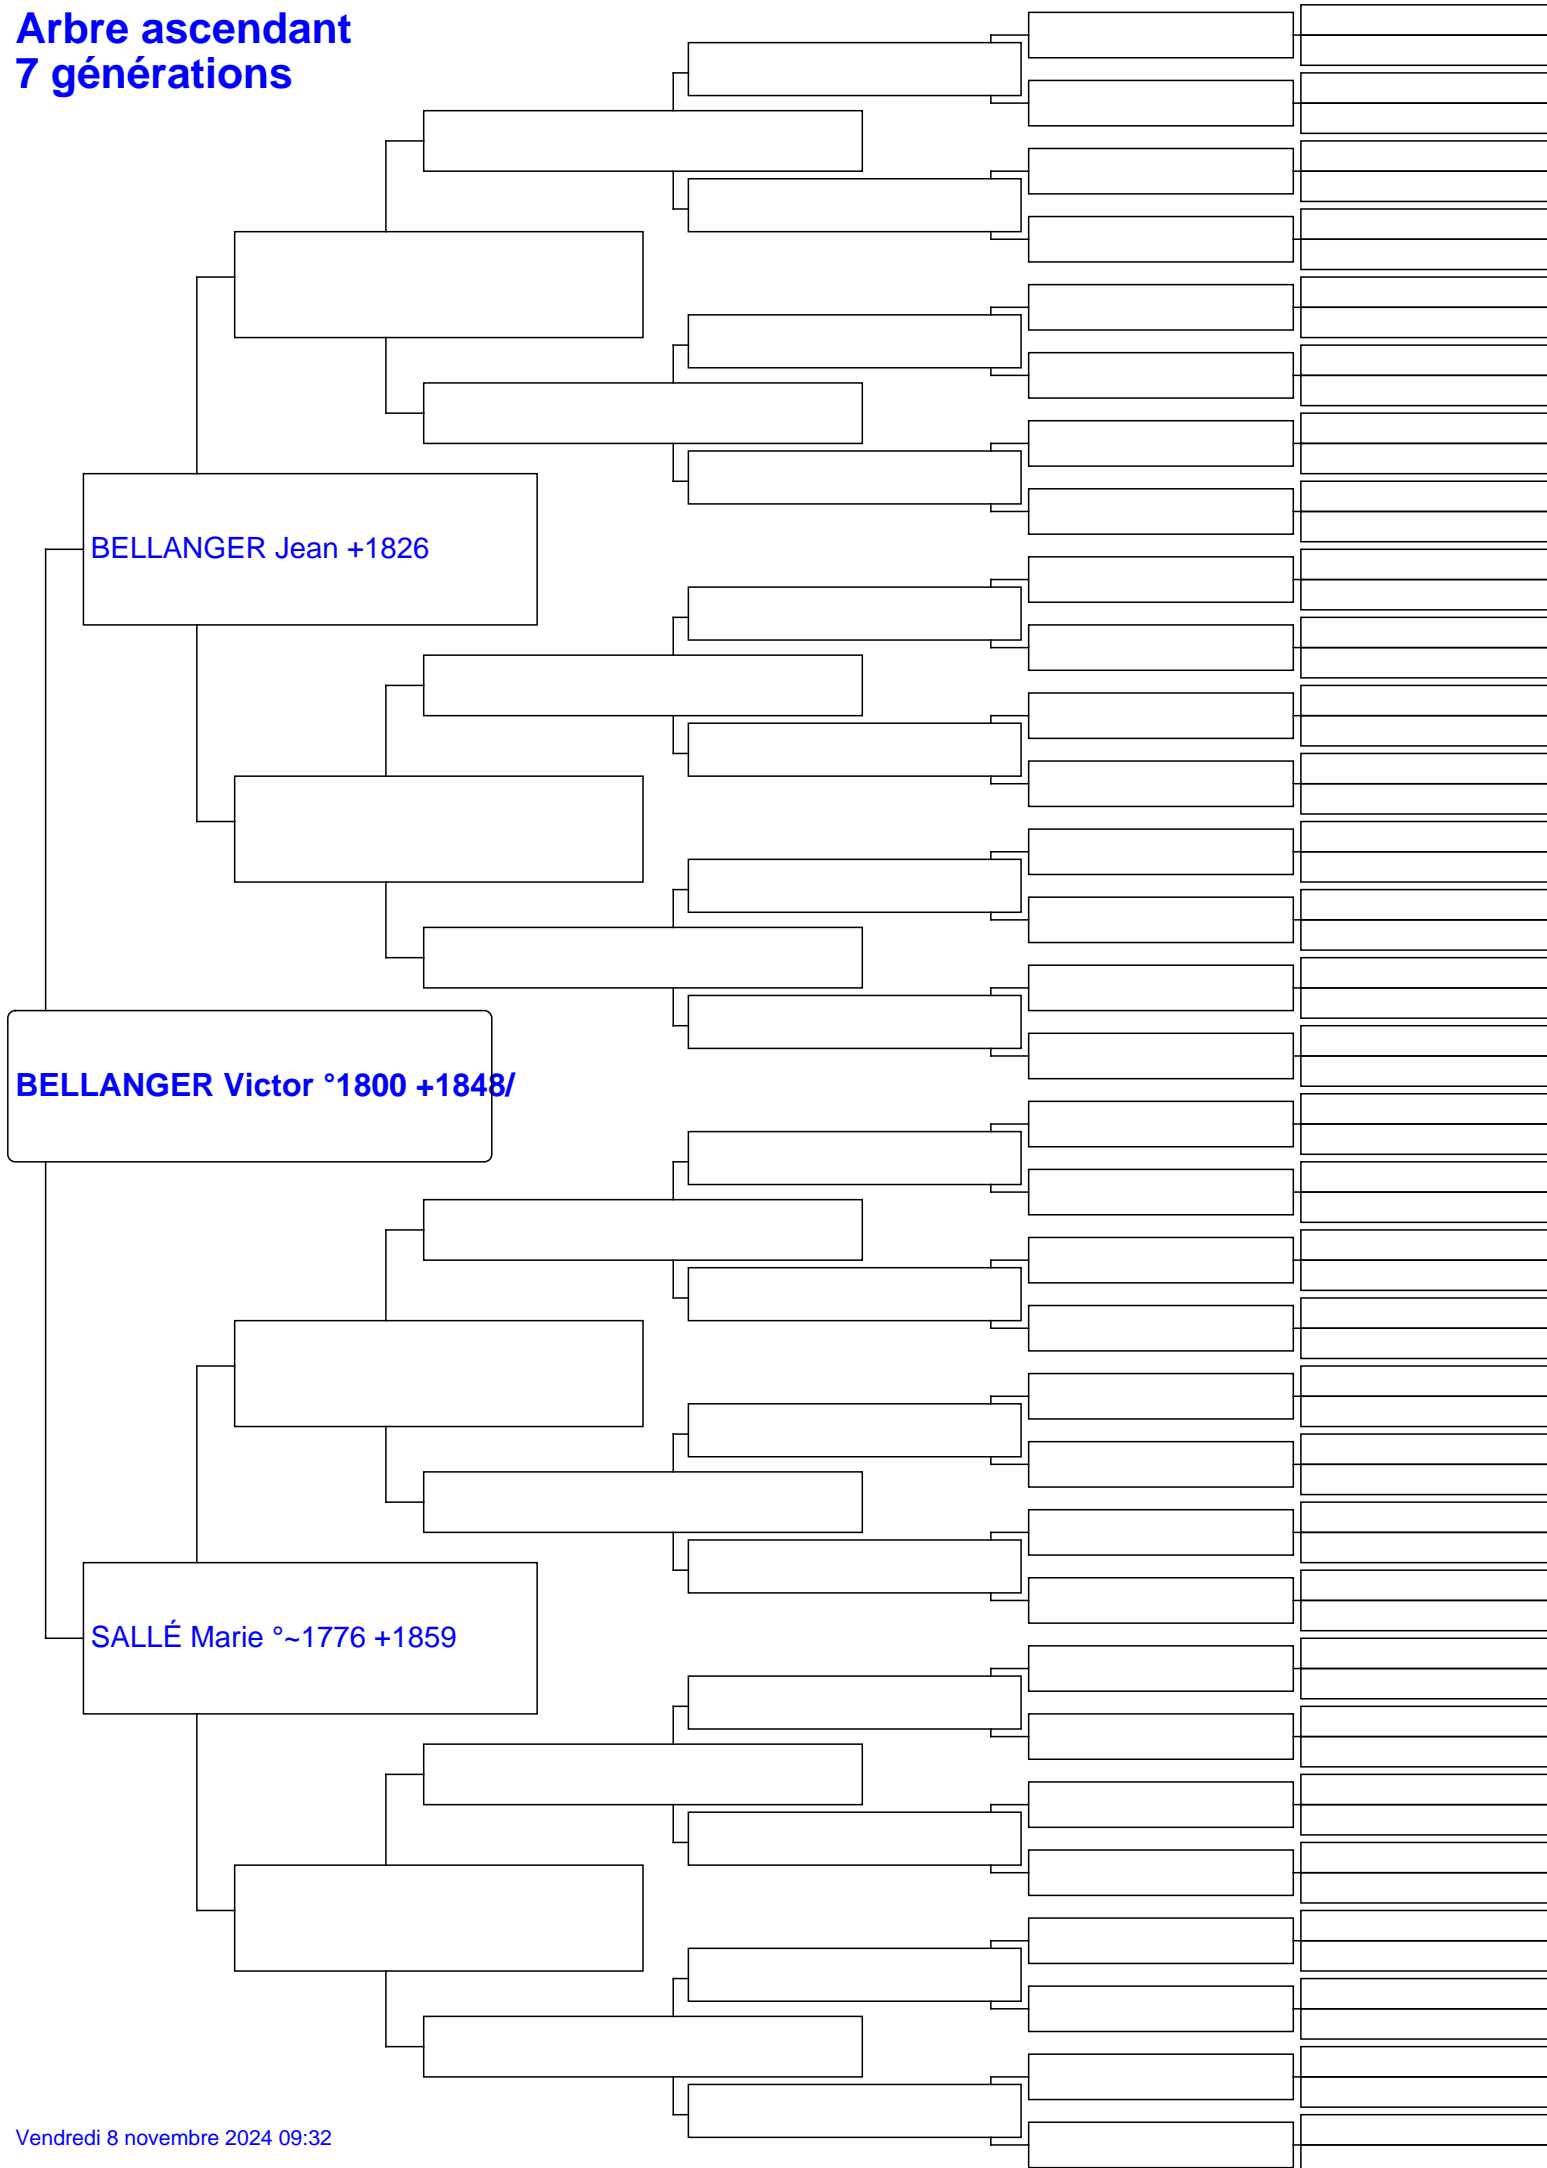 Arbre ascendant
7 générations
BELLANGER Jean +1826
BELLANGER Victor °1800 +1848/
SALLÉ Marie °~1776 +1859
Vendredi 8 novembre 2024 09:32